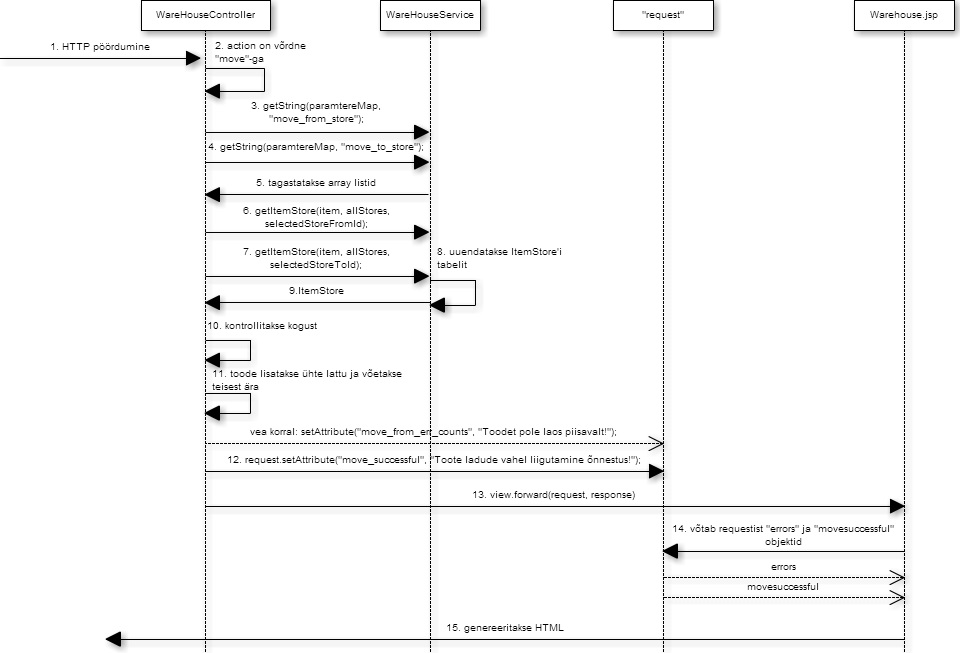 WareHouseController
WareHouseService
"request"
Warehouse.jsp
1. HTTP pöördumine
2. action on võrdne
"move"-ga
3. getString(paramtereMap,
"move_from_store");
4. getString(paramtereMap, "move_to_store");
5. tagastatakse array listid
6. getItemStore(item, allStores,
selectedStoreFromId);
7. getItemStore(item, allStores,
selectedStoreToId);
8. uuendatakse ItemStore'i
tabelit
9.ItemStore
10. kontrollitakse kogust
11. toode lisatakse ühte lattu ja võetakse
teisest ära
vea korral: setAttribute("move_from_err_counts", "Toodet pole laos piisavalt!");
12. request.setAttribute("move_successful", "Toote ladude vahel liigutamine õnnestus!");
13. view.forward(request, response)
14. võtab requestist "errors" ja "movesuccessful"
objektid
errors
movesuccessful
15. genereeritakse HTML